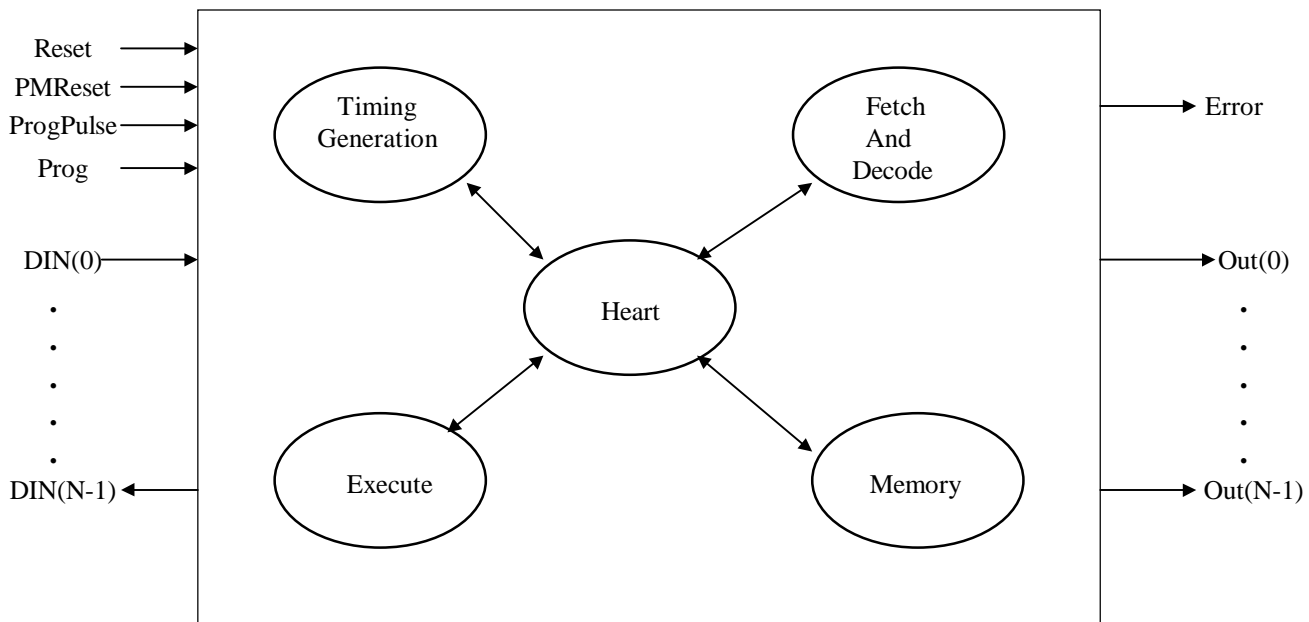 Reset
PMReset
ProgPulse
Prog
DIN(0)
DIN(N-1)
Timing
Generation
Fetch
And
Decode
Heart
Execute
Memory
Error
Out(0)
Out(N-1)